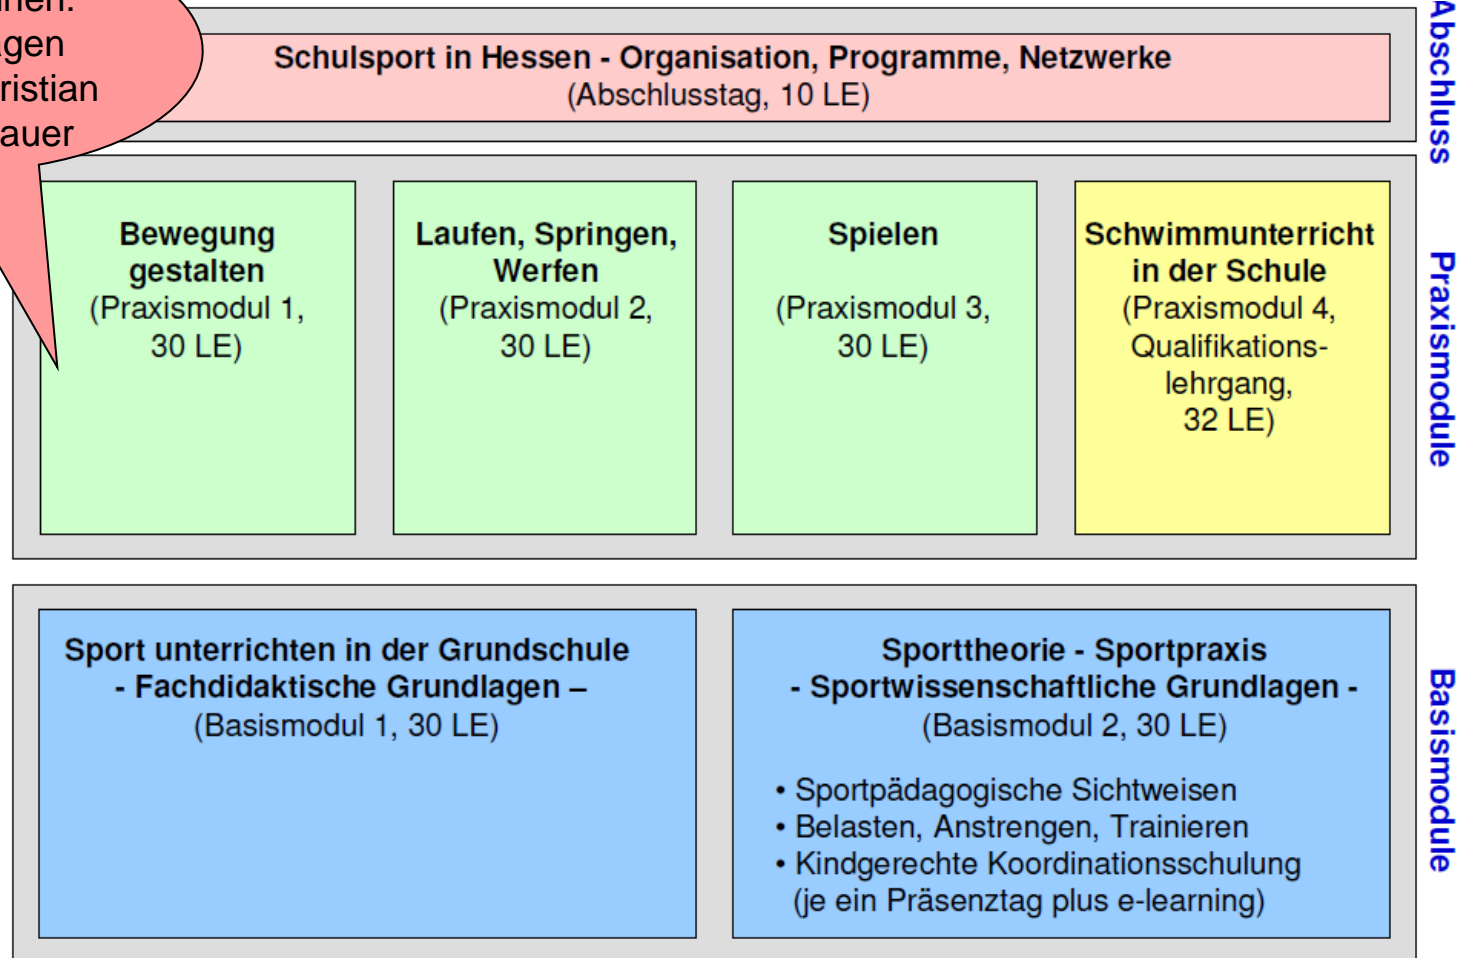 Schulsport in Hessen - Organisation, Programme, Netzwerke
(Abschlusstag, 10 LE)
Abschluss
Bewegung
gestalten
(Praxismodul 1,
30 LE)
Laufen, Springen,
Werfen
(Praxismodul 2,
30 LE)
Spielen
(Praxismodul 3,
30 LE)
Schwimmunterricht
in der Schule
(Praxismodul 4,
Qualifikations-
lehrgang,
32 LE)
Praxismodule
Sport unterrichten in der Grundschule
- Fachdidaktische Grundlagen –
(Basismodul 1, 30 LE)
Sporttheorie - Sportpraxis
- Sportwissenschaftliche Grundlagen -
(Basismodul 2, 30 LE)
• Sportpädagogische Sichtweisen
• Belasten, Anstrengen, Trainieren
• Kindgerechte Koordinationsschulung
(je ein Präsenztag plus e-learning)
Basismodule